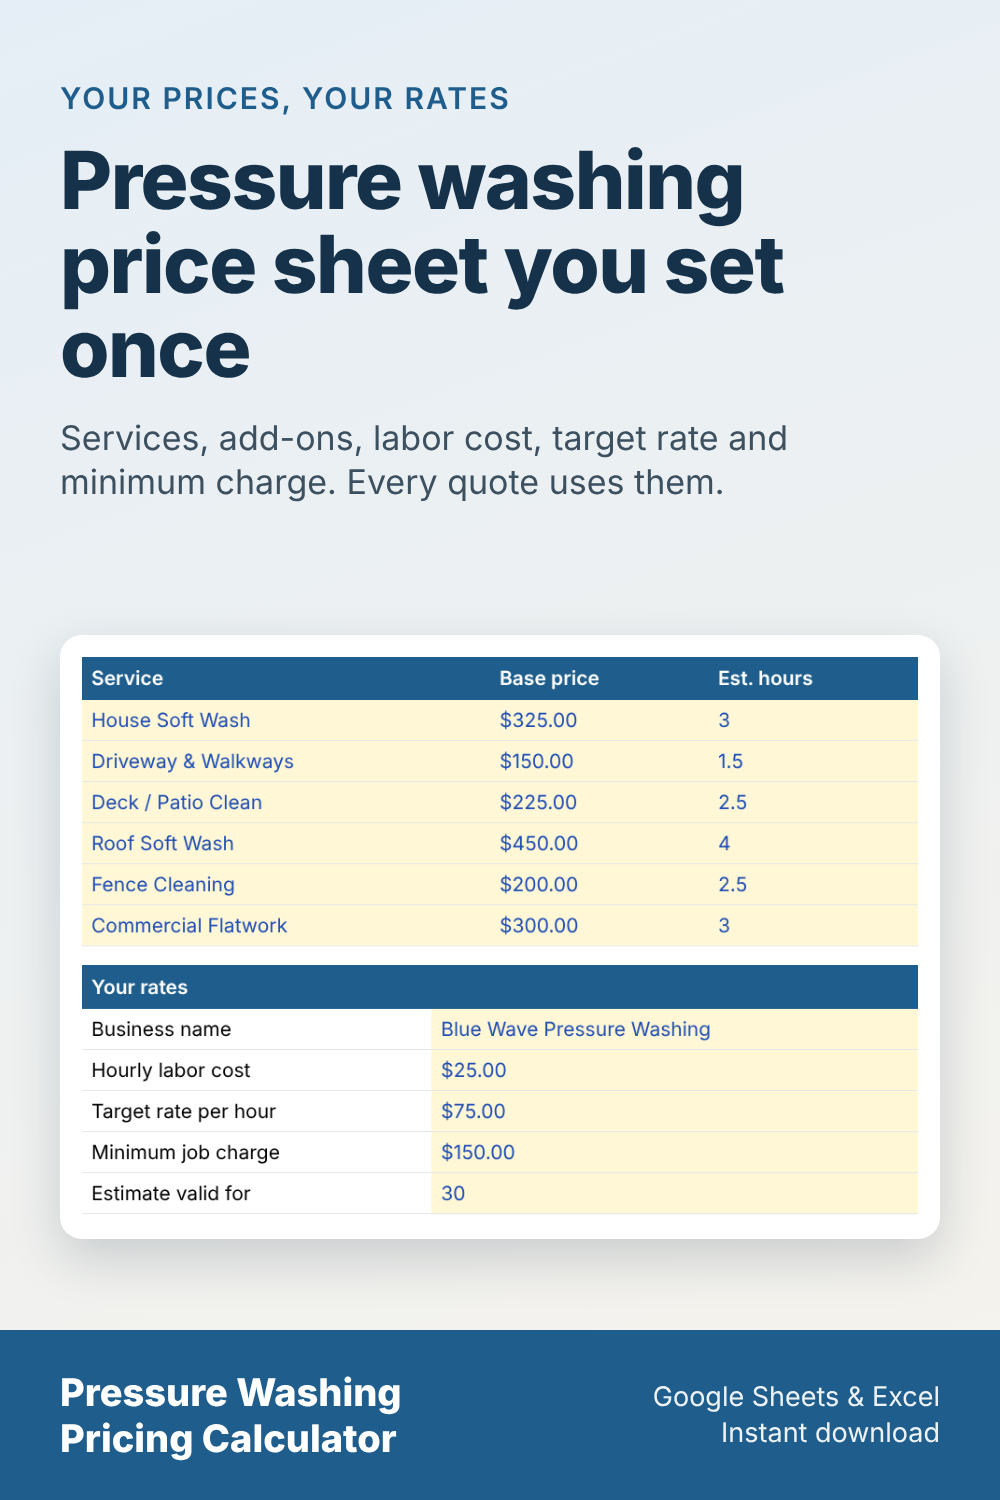 YOUR PRICES, YOUR RATES
Pressure washing
price sheet you set
once
Services, add-ons, labor cost, target rate and
minimum charge. Every quote uses them.
Service Base price Est. hours
House Soft Wash $325.00 3
Driveway & Walkways $150.00 1.5
Deck / Patio Clean $225.00 2.5
Roof Soft Wash $450.00 4
Fence Cleaning $200.00 2.5
Commercial Flatwork $300.00 3
Your rates
Business name Blue Wave Pressure Washing
Hourly labor cost $25.00
Target rate per hour $75.00
Minimum job charge $150.00
Estimate valid for 30
Pressure Washing
Pricing Calculator
Google Sheets & Excel
Instant download